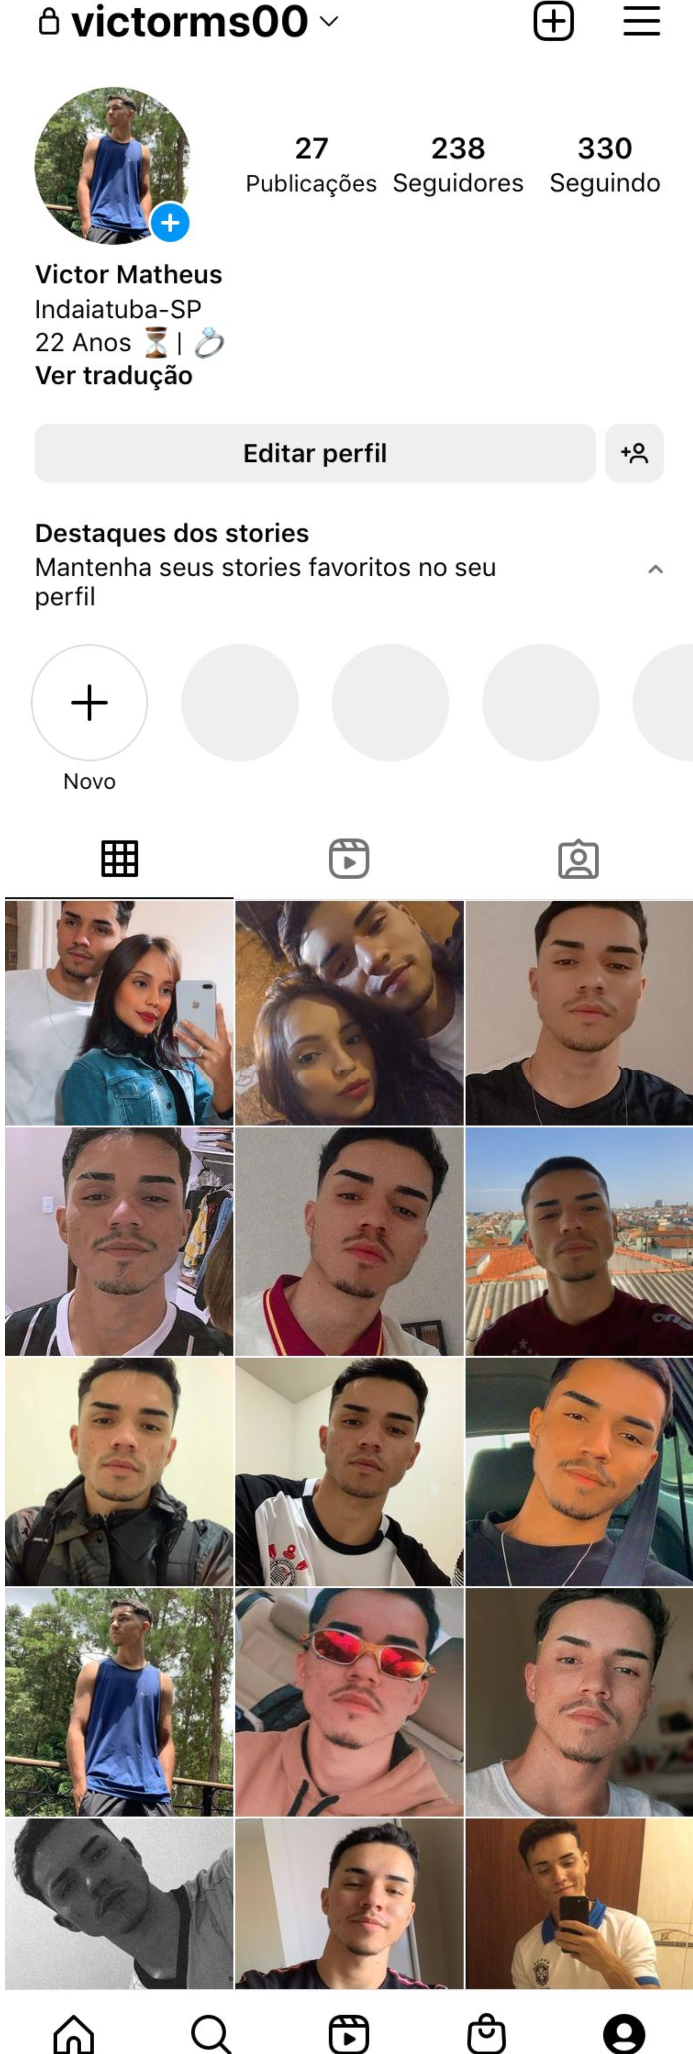 victorms00
27
238
330
Publicações
Seguidores
Seguindo
Victor Matheus
Indaiatuba-SP
22 Anos ⏳| 💍
Ver tradução
Editar perfil
Destaques dos stories
Mantenha seus stories favoritos no seu
perfil
Novo